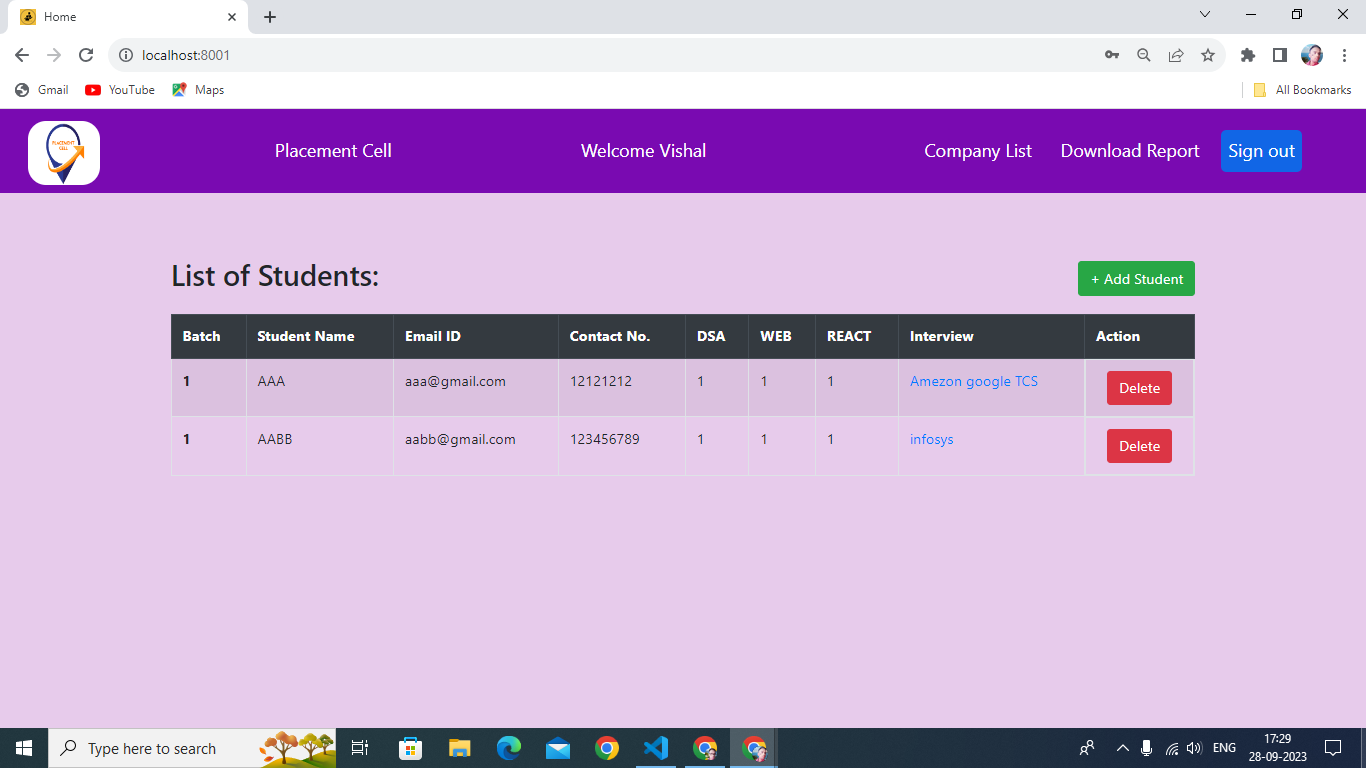 Home
localhost:8001
Gmail YouTube Maps All Bookmarks
PLACEMENT
CELL
Placement Cell Welcome Vishal Company List Download Report Sign out
List of Students:
+ Add Student
Batch Student Name Email ID Contact No. DSA WEB REACT Interview Action
1 AAA aaa@gmail.com 12121212 1 1 1 Amezon google TCS Delete
1 AABB aabb@gmail.com 123456789 1 1 1 infosys Delete
Type here to search
ENG
17:29
28-09-2023